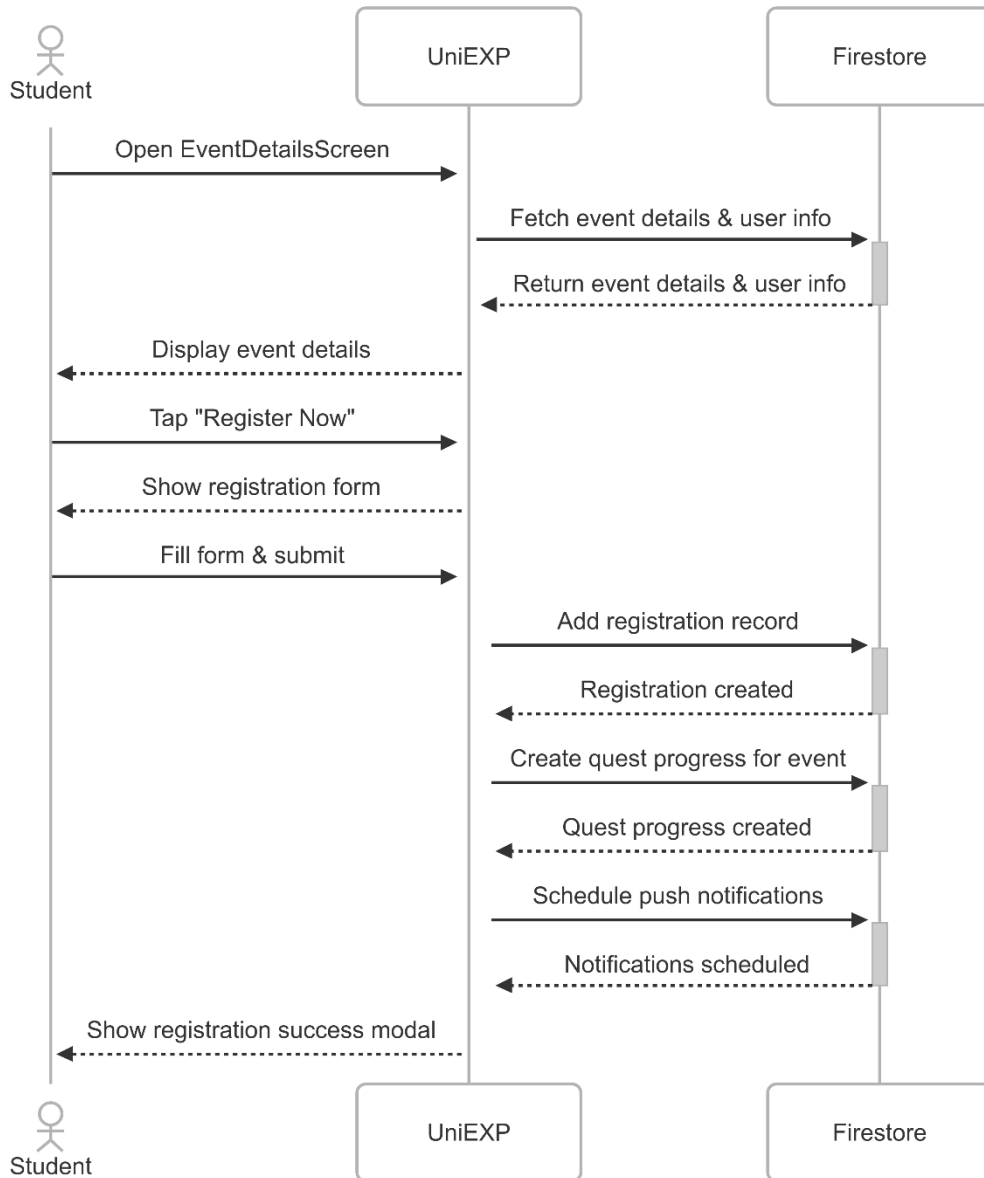 UniEXP
Firestore
Student
Open EventDetailsScreen
Fetch event details & user info
Return event details & user info
Display event details
Tap "Register Now"
Show registration form
Fill form & submit
Add registration record
Registration created
Create quest progress for event
Quest progress created
Schedule push notifications
Notifications scheduled
Show registration success modal
UniEXP
Firestore
Student